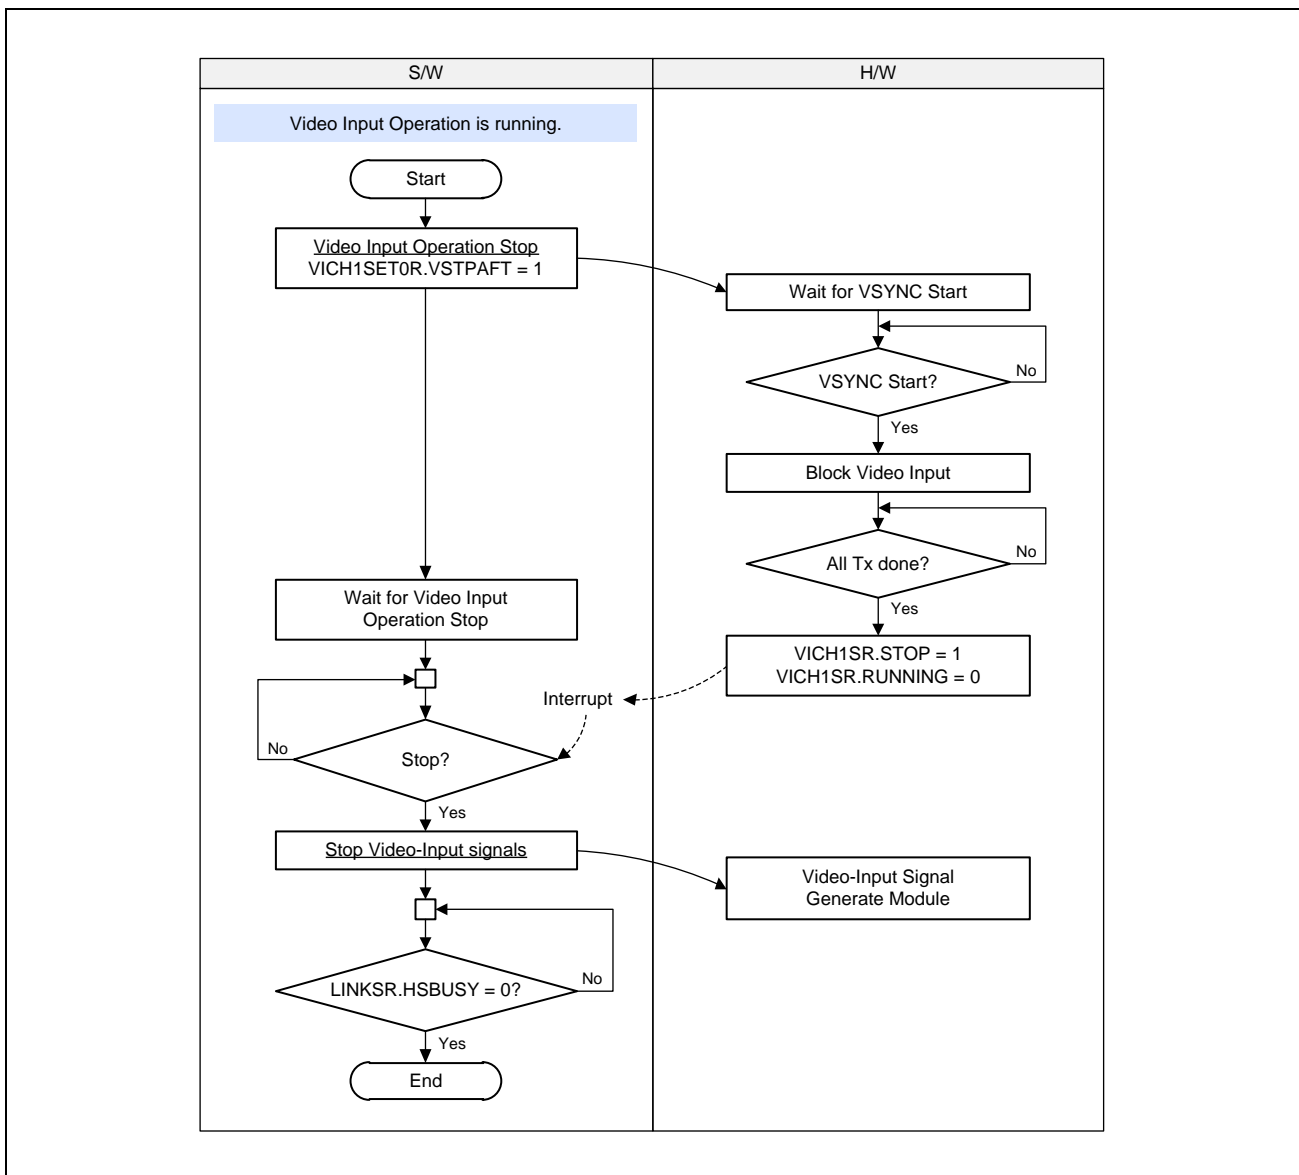 S/W
H/W
Video Input Operation is running.
Start
Video Input Operation Stop
VICH1SET0R.VSTPAFT = 1
Wait for VSYNC Start
VSYNC Start?
No
Yes
Block Video Input
All Tx done?
No
Yes
VICH1SR.STOP = 1
VICH1SR.RUNNING = 0
Wait for Video Input
Operation Stop
Interrupt
Stop?
No
Yes
Stop Video-Input signals
Video-Input Signal
Generate Module
LINKSR.HSBUSY = 0?
No
Yes
End